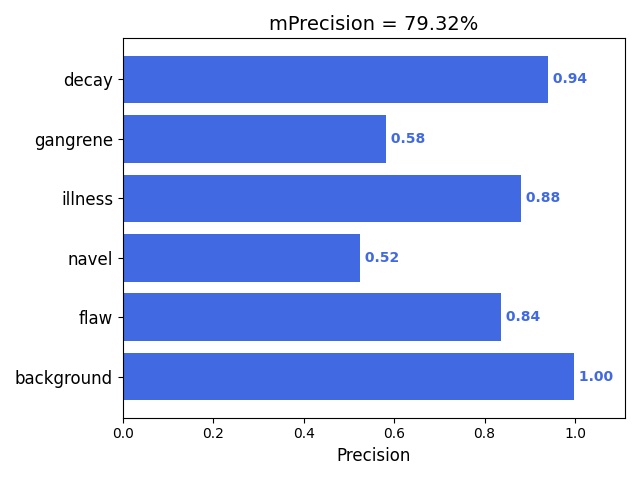 mPrecision = 79.32%
decay 0.94
gangrene 0.58
illness 0.88
navel 0.52
flaw 0.84
background 1.00
0.0 0.2 0.4 0.6 0.8 1.0
Precision